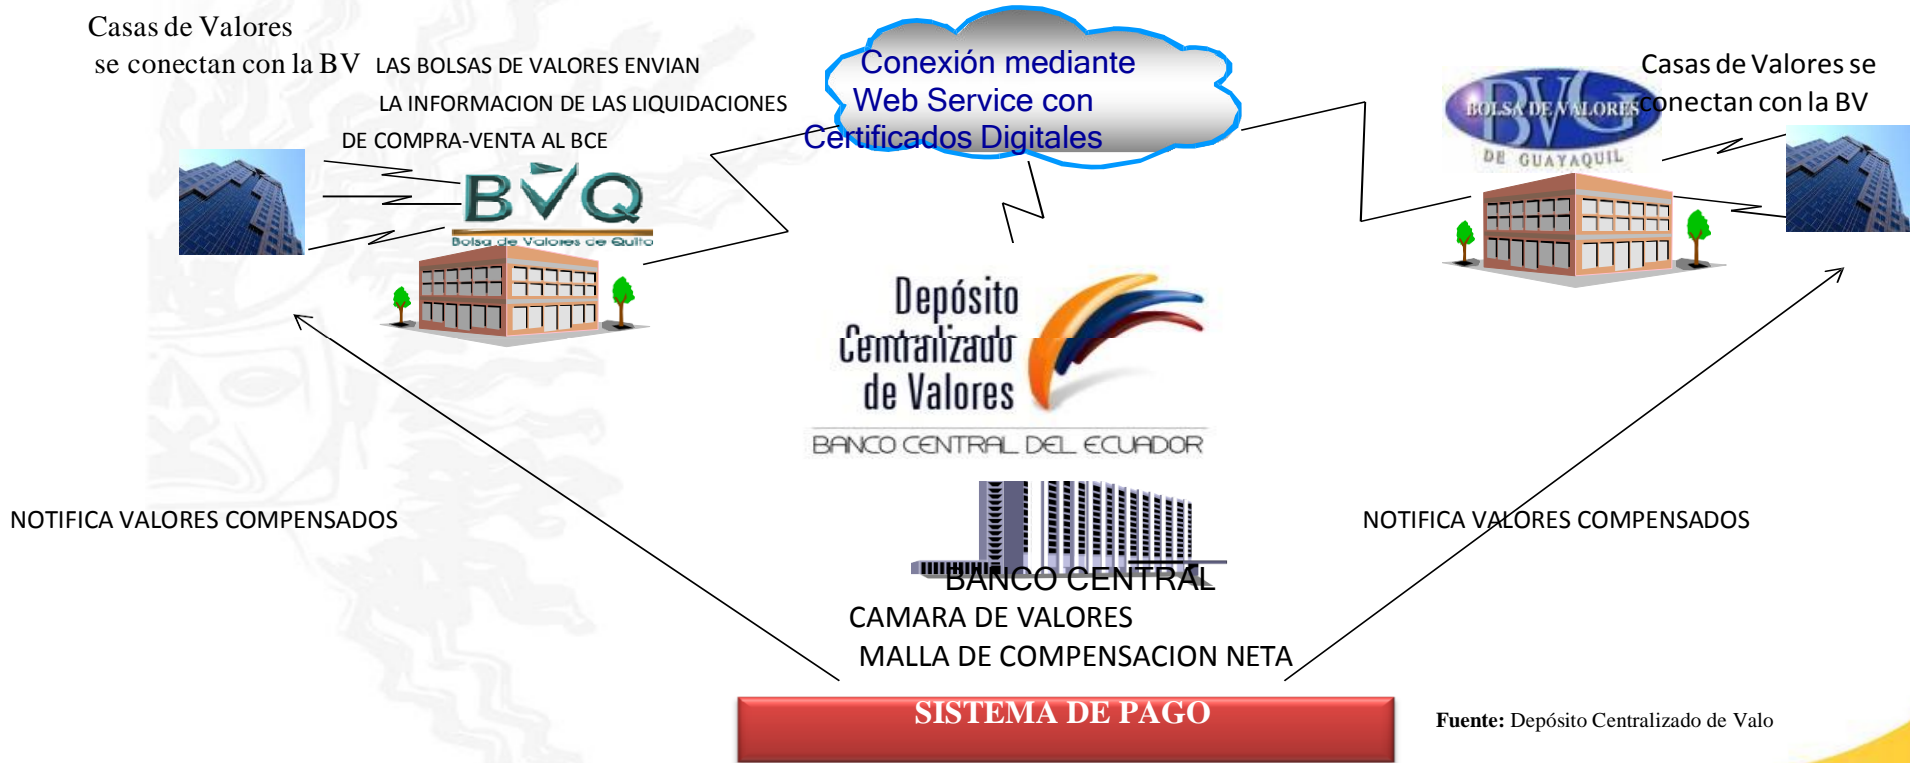 Casas de Valores
se conectan con la BV
LAS BOLSAS DE VALORES ENVIAN
LA INFORMACION DE LAS LIQUIDACIONES
DE COMPRA-VENTA AL BCE
BVQ
Bolsa de Valores de Quito
Conexión mediante
Web Service con
Certificados Digitales
BVG
BOLSA DE VALORES
DE GUAYAQUIL
Casas de Valores se
conectan con la BV
Depósito
Centralizado
de Valores
BANCO CENTRAL DEL ECUADOR
NOTIFICA VALORES COMPENSADOS
NOTIFICA VALORES COMPENSADOS
BANCO CENTRAL
CAMARA DE VALORES
MALLA DE COMPENSACION NETA
SISTEMA DE PAGO
Fuente: Depósito Centralizado de Valo